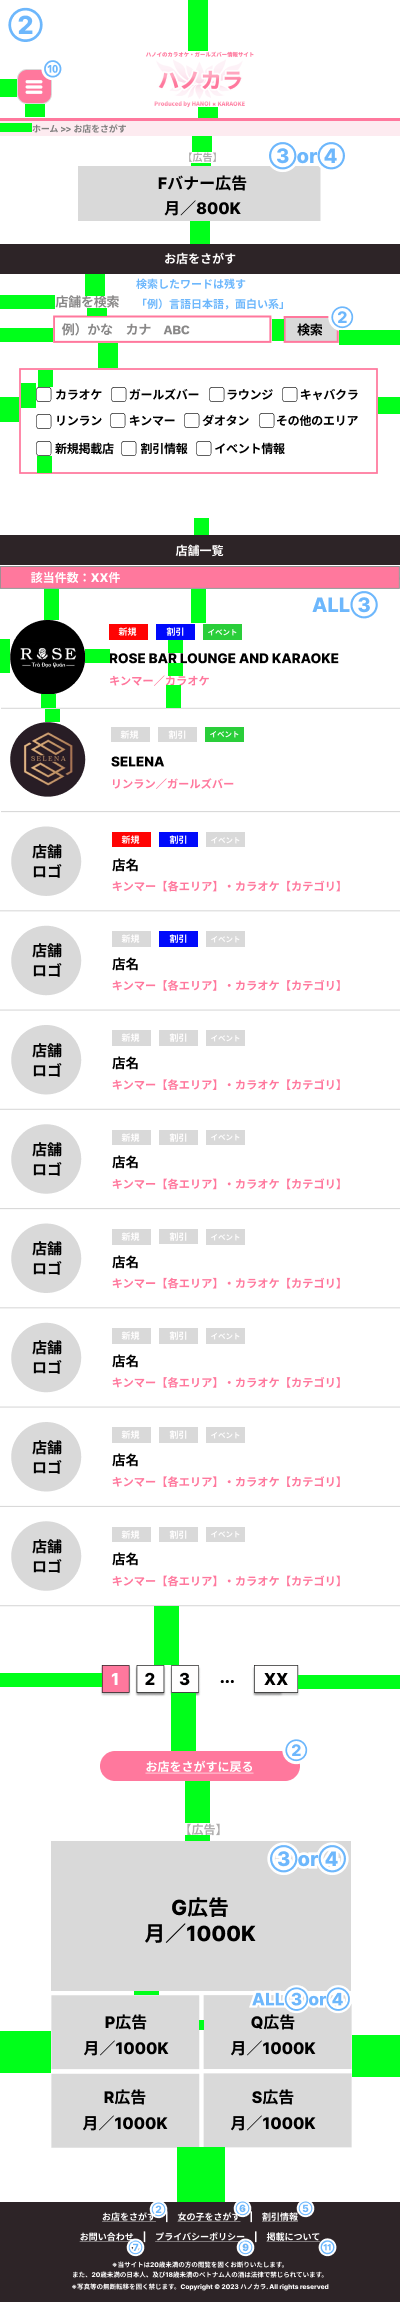 ②
⑩
ハノイのカラオケ・ガールズバー情報サイト
ハノカラ
Produced by HANOI × KARAOKE
ホーム >> お店をさがす
【広告】
③or④
Fバナー広告
月／800K
お店をさがす
検索したワードは残す
「例）言語日本語，面白い系」
店舗を検索
例）かな　カナ　ABC
検索
②
カラオケ ガールズバー ラウンジ キャバクラ
リンラン キンマー ダオタン その他のエリア
新規掲載店 割引情報 イベント情報
店舗一覧
該当件数：XX件
ALL③
ROSE
Trà Đạo Quán
新規 割引 イベント
ROSE BAR LOUNGE AND KARAOKE
キンマー／カラオケ
SELENA
新規 割引 イベント
SELENA
リンラン／ガールズバー
店舗
ロゴ
新規 割引 イベント
店名
キンマー【各エリア】・カラオケ【カテゴリ】
店舗
ロゴ
新規 割引 イベント
店名
キンマー【各エリア】・カラオケ【カテゴリ】
店舗
ロゴ
新規 割引 イベント
店名
キンマー【各エリア】・カラオケ【カテゴリ】
店舗
ロゴ
新規 割引 イベント
店名
キンマー【各エリア】・カラオケ【カテゴリ】
店舗
ロゴ
新規 割引 イベント
店名
キンマー【各エリア】・カラオケ【カテゴリ】
店舗
ロゴ
新規 割引 イベント
店名
キンマー【各エリア】・カラオケ【カテゴリ】
店舗
ロゴ
新規 割引 イベント
店名
キンマー【各エリア】・カラオケ【カテゴリ】
店舗
ロゴ
新規 割引 イベント
店名
キンマー【各エリア】・カラオケ【カテゴリ】
1 2 3 … XX
②
お店をさがすに戻る
【広告】
③or④
G広告
月／1000K
ALL③or④
P広告
月／1000K
Q広告
月／1000K
R広告
月／1000K
S広告
月／1000K
② ⑥ ⑤
お店をさがす | 女の子をさがす | 割引情報
お問い合わせ | プライバシーポリシー | 掲載について
⑦ ⑨ ⑪
※当サイトは20歳未満の方の閲覧を固くお断りいたします。
また、20歳未満の日本人、及び18歳未満のベトナム人の酒は法律で禁じられています。
※写真等の無断転移を固く禁じます。Copyright © 2023 ハノカラ. All rights reserved